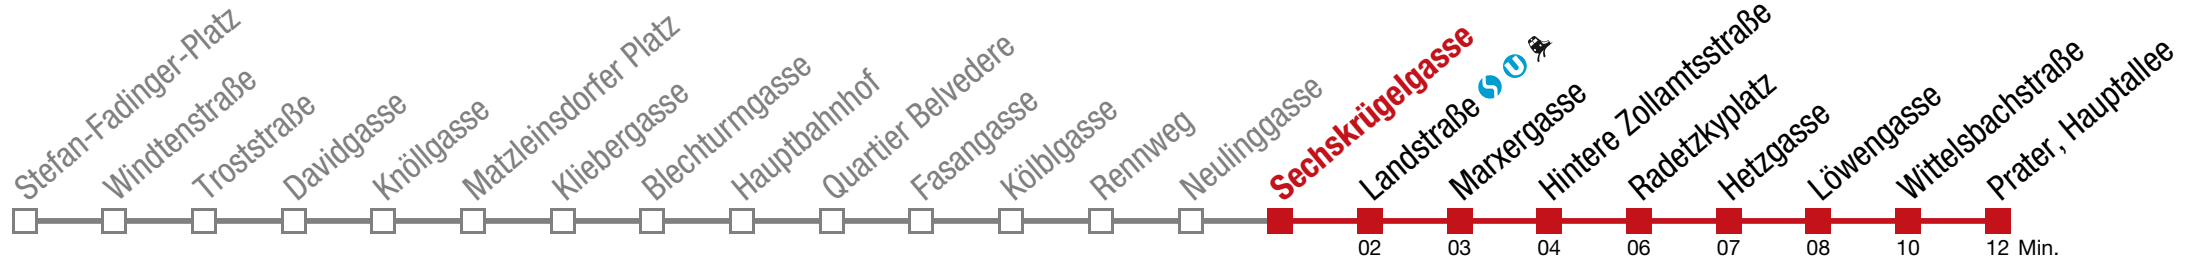 Stefan-Fadinger-Platz
Windtenstraße
Troststraße
Davidgasse
Knöllgasse
Matzleinsdorfer Platz
Kliebergasse
Blechturmgasse
Hauptbahnhof
Quartier Belvedere
Fasangasse
Kölblgasse
Rennweg
Neulinggasse
Sechskrügelgasse
Landstraße S U
Marxergasse
Hintere Zollamtsstraße
Radetzkyplatz
Hetzgasse
Löwengasse
Wittelsbachstraße
Prater, Hauptallee
02 03 04 06 07 08 10 12 Min.